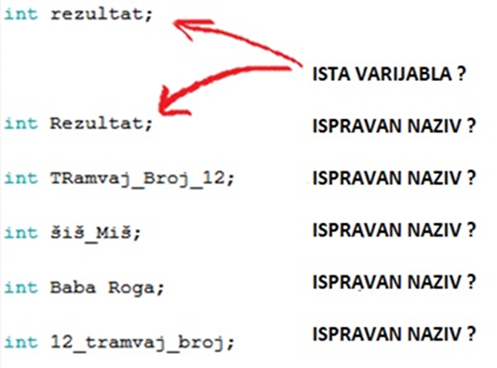 int rezultat;
ISTA VARIJABLA ?
int Rezultat; ISPRAVAN NAZIV ?
int TRamvaj_Broj_12; ISPRAVAN NAZIV ?
int šiš_Miš; ISPRAVAN NAZIV ?
int Baba Roga; ISPRAVAN NAZIV ?
int 12_tramvaj_broj; ISPRAVAN NAZIV ?